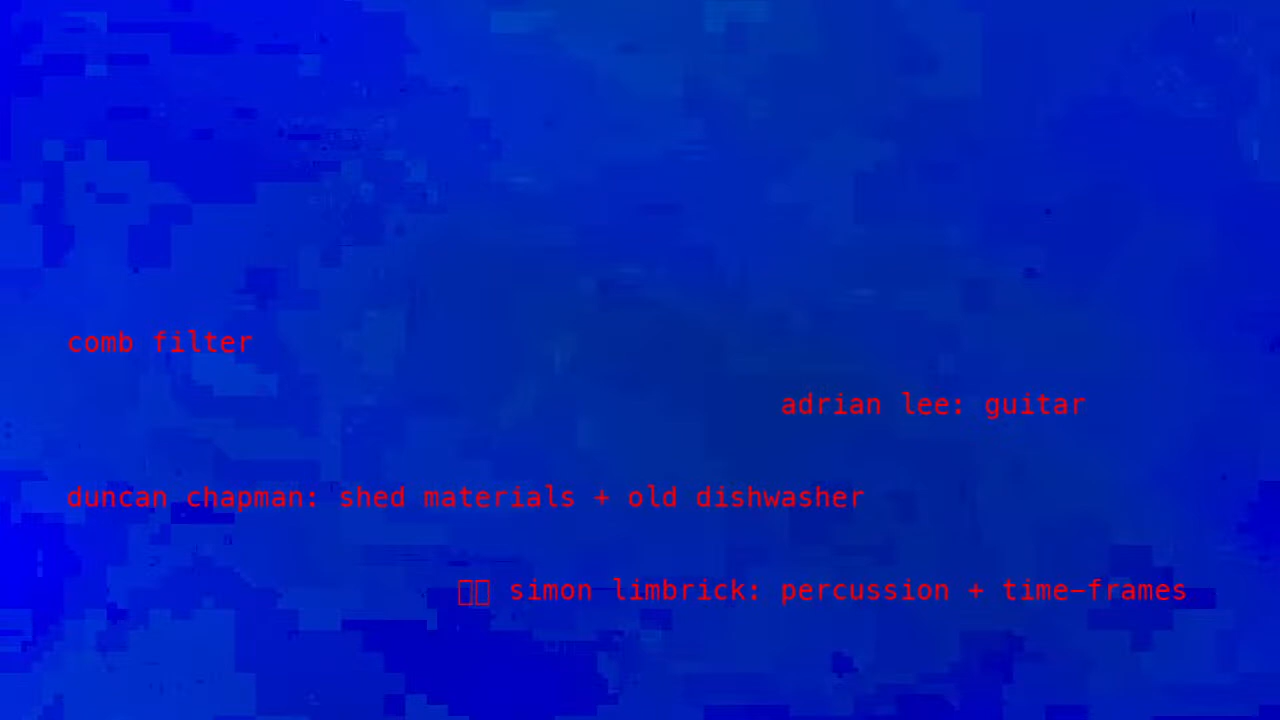 comb filter
adrian lee: guitar
duncan chapman: shed materials + old dishwasher
simon limbrick: percussion + time-frames